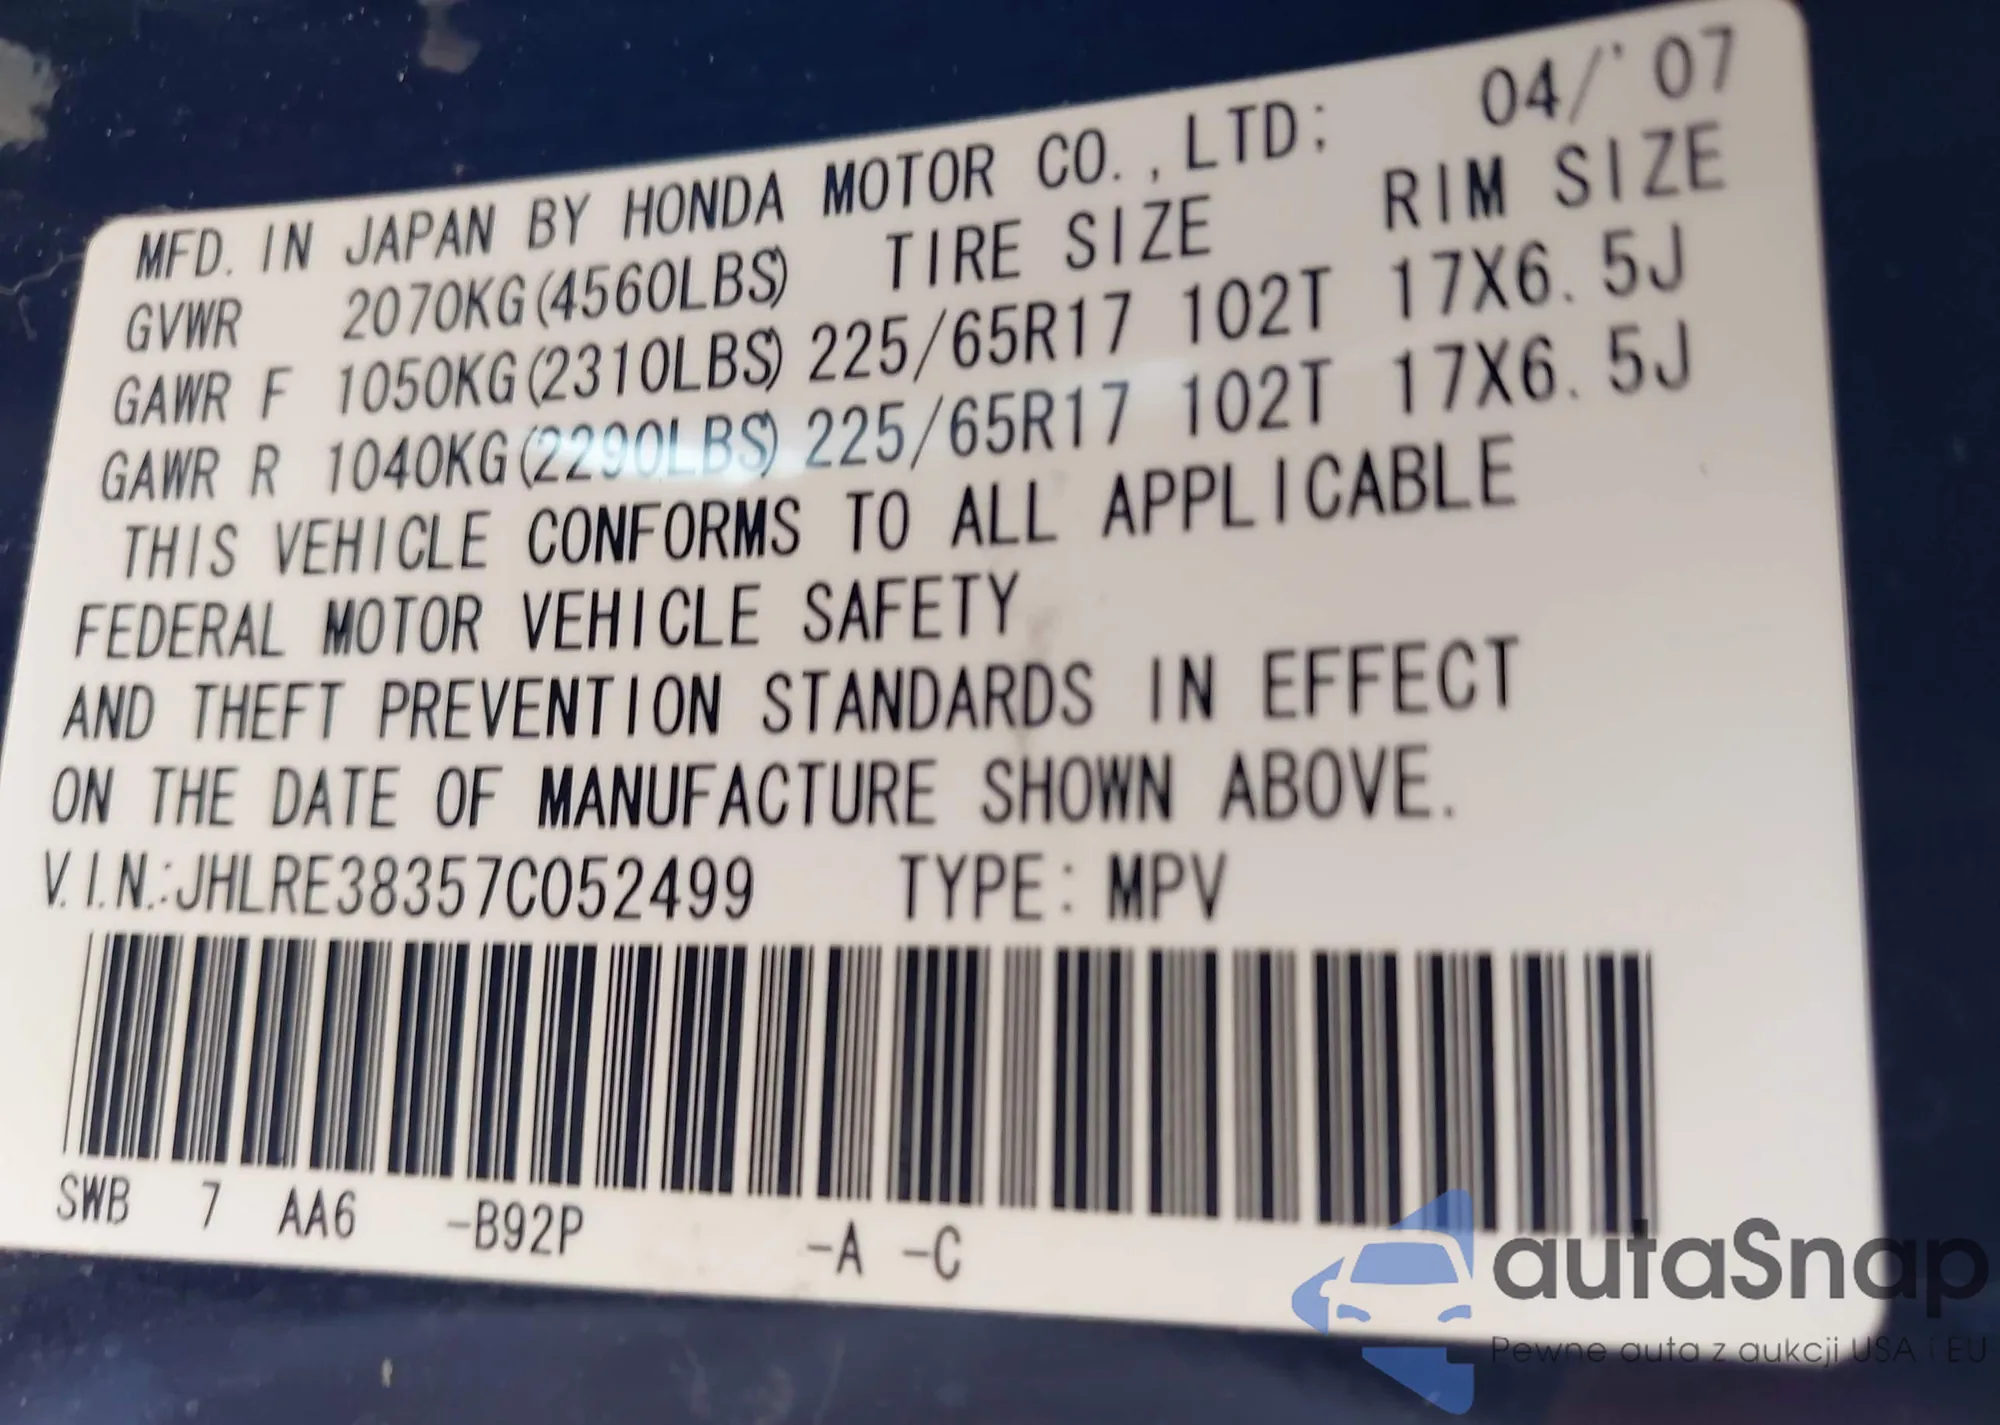 MFD. IN JAPAN BY HONDA MOTOR CO.,LTD; 04/'07
GVWR 2070KG(4560LBS) TIRE SIZE RIM SIZE
GAWR F 1050KG(2310LBS) 225/65R17 102T 17X6.5J
GAWR R 1040KG(2290LBS) 225/65R17 102T 17X6.5J
THIS VEHICLE CONFORMS TO ALL APPLICABLE
FEDERAL MOTOR VEHICLE SAFETY
AND THEFT PREVENTION STANDARDS IN EFFECT
ON THE DATE OF MANUFACTURE SHOWN ABOVE.
V.I.N.:JHLRE38357C052499 TYPE: MPV
SWB 7 AA6 -B92P -A -C
autaSnap
Pewne auta z aukcji USA i EU